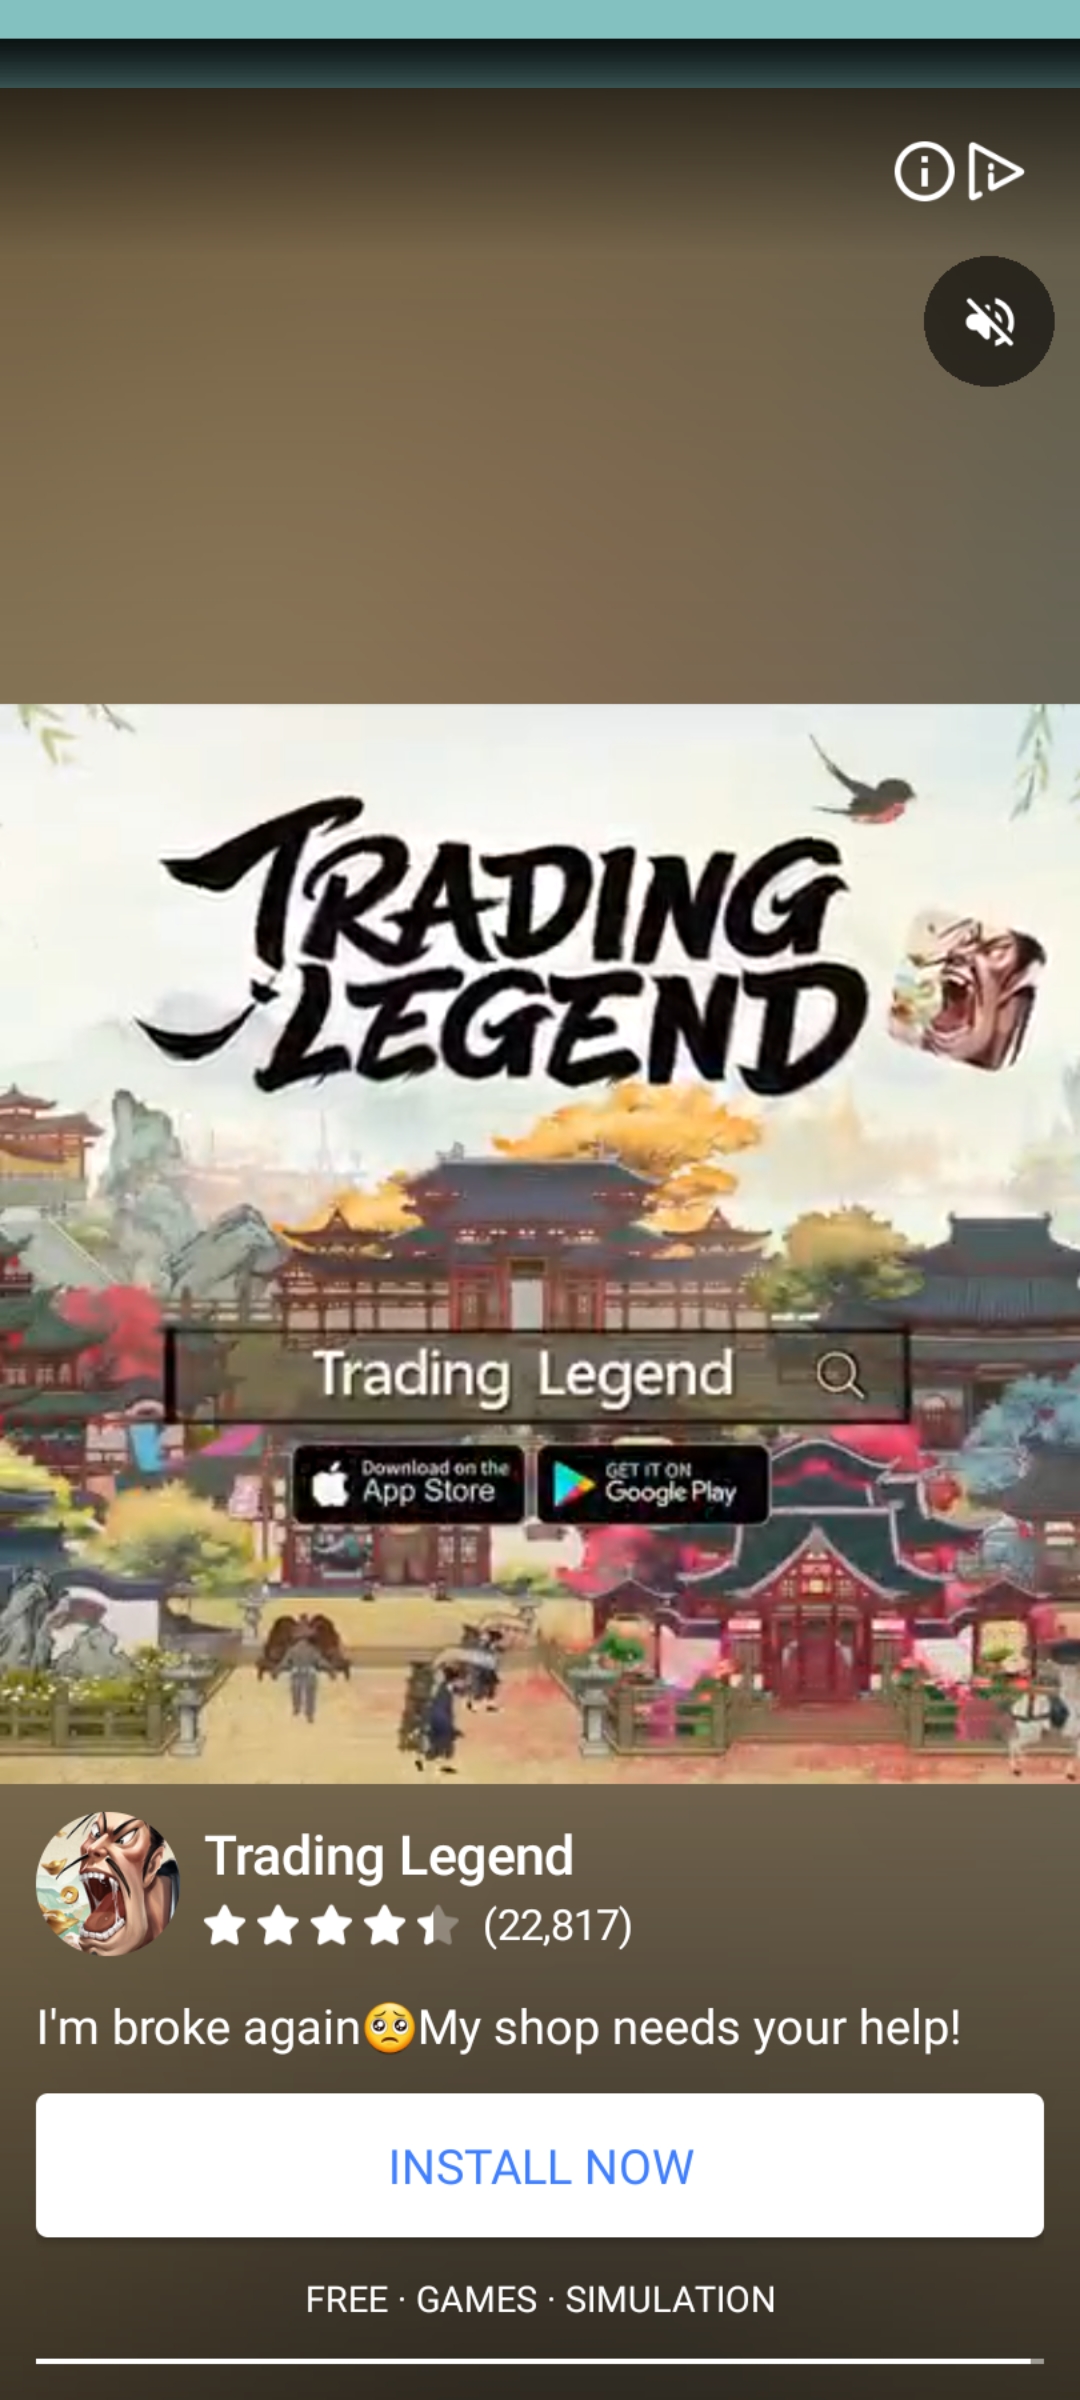 TRADING
LEGEND
Trading Legend
Download on the
App Store
GET IT ON
Google Play
Trading Legend
(22,817)
I'm broke again🥺My shop needs your help!
INSTALL NOW
FREE · GAMES · SIMULATION